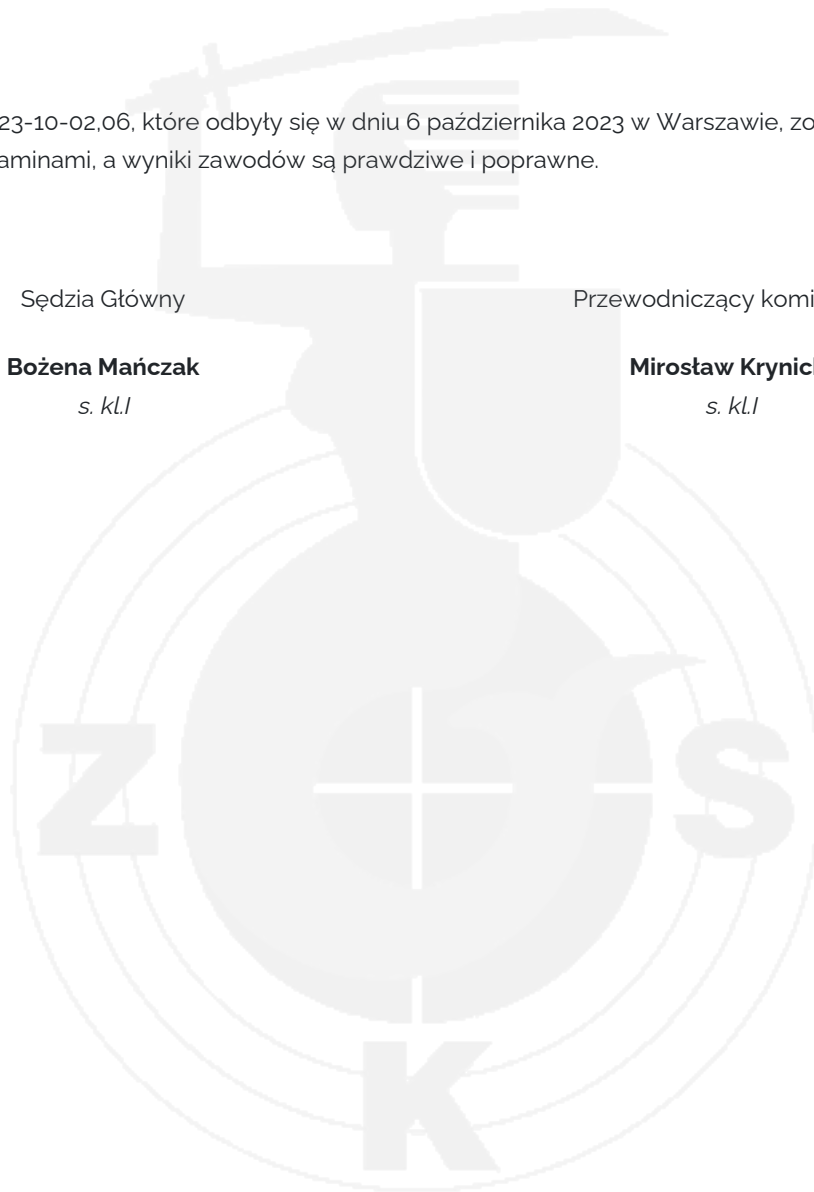 23-10-02,06, które odbyły się w dniu 6 października 2023 w Warszawie, zo
aminami, a wyniki zawodów są prawdziwe i poprawne.
Sędzia Główny
Przewodniczący komi
Bożena Mańczak
Mirosław Krynic
s. kl.I
s. kl.I
Z
S
K